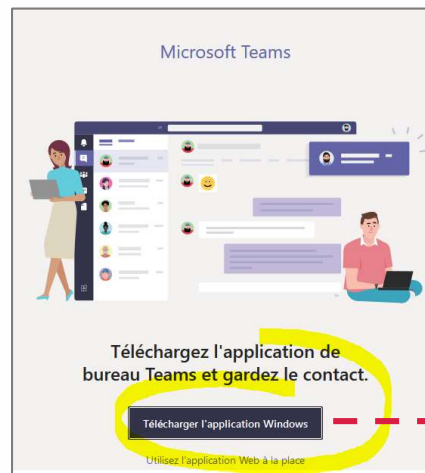 Microsoft Teams
Téléchargez l'application de
bureau Teams et gardez le contact.
Télécharger l'application Windows
Utilisez l'application Web à la place